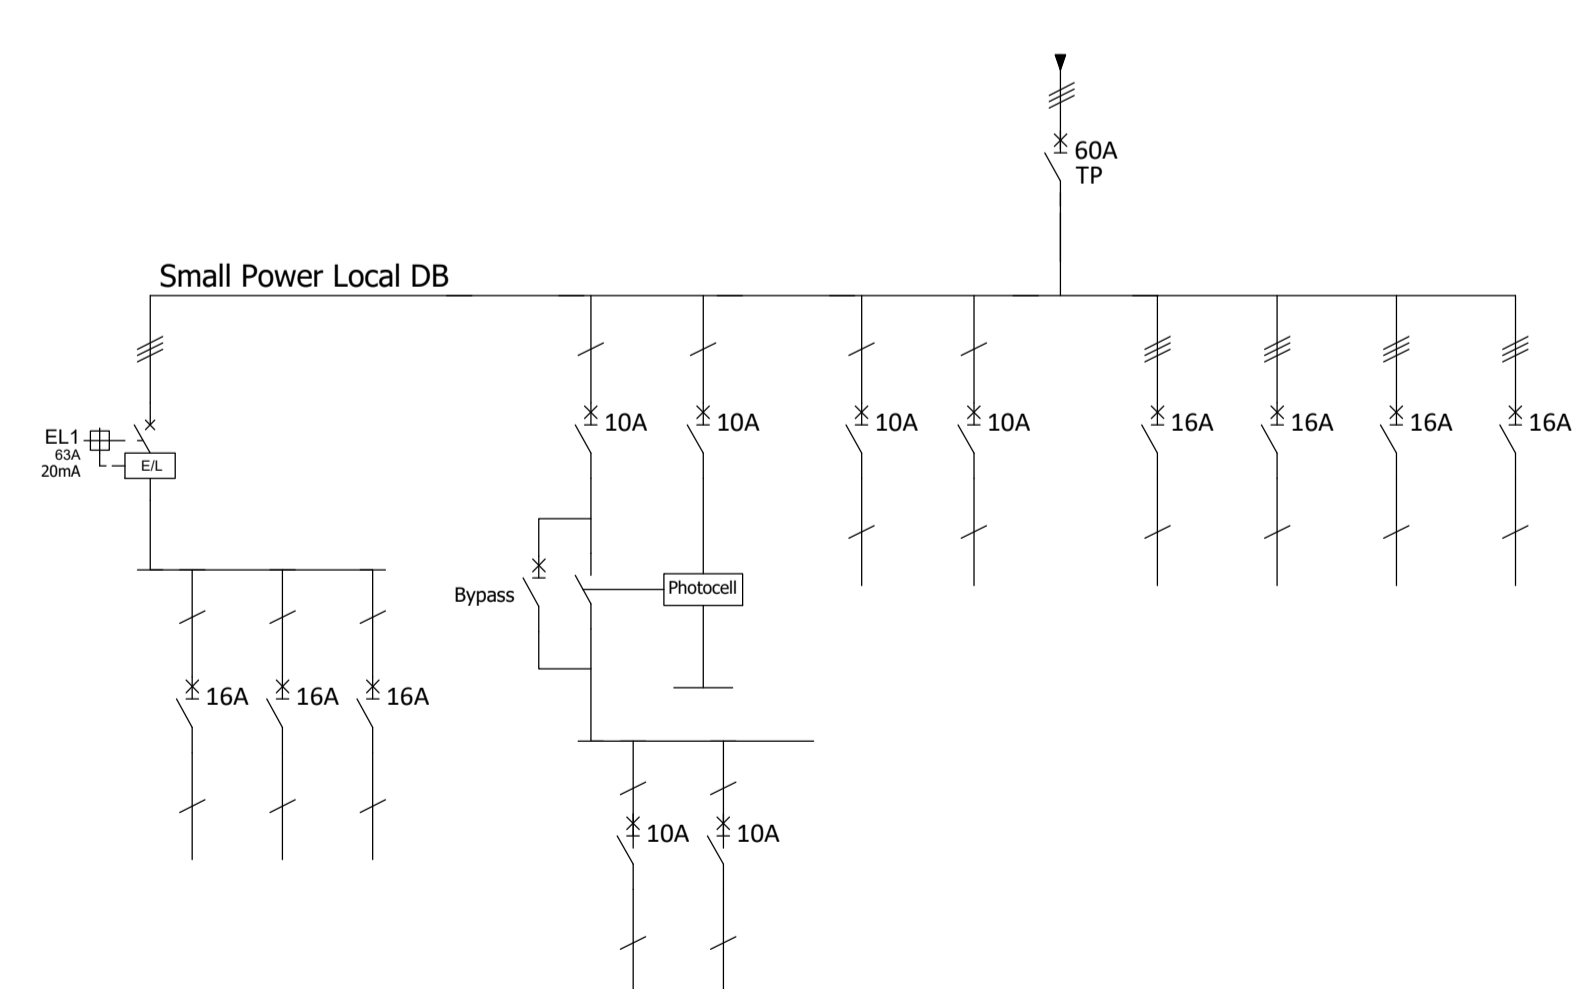 60A
TP
Small Power Local DB
EL1
63A
20mA
E/L
10A
10A
10A
10A
16A
16A
16A
16A
Bypass
Photocell
16A
16A
16A
10A
10A